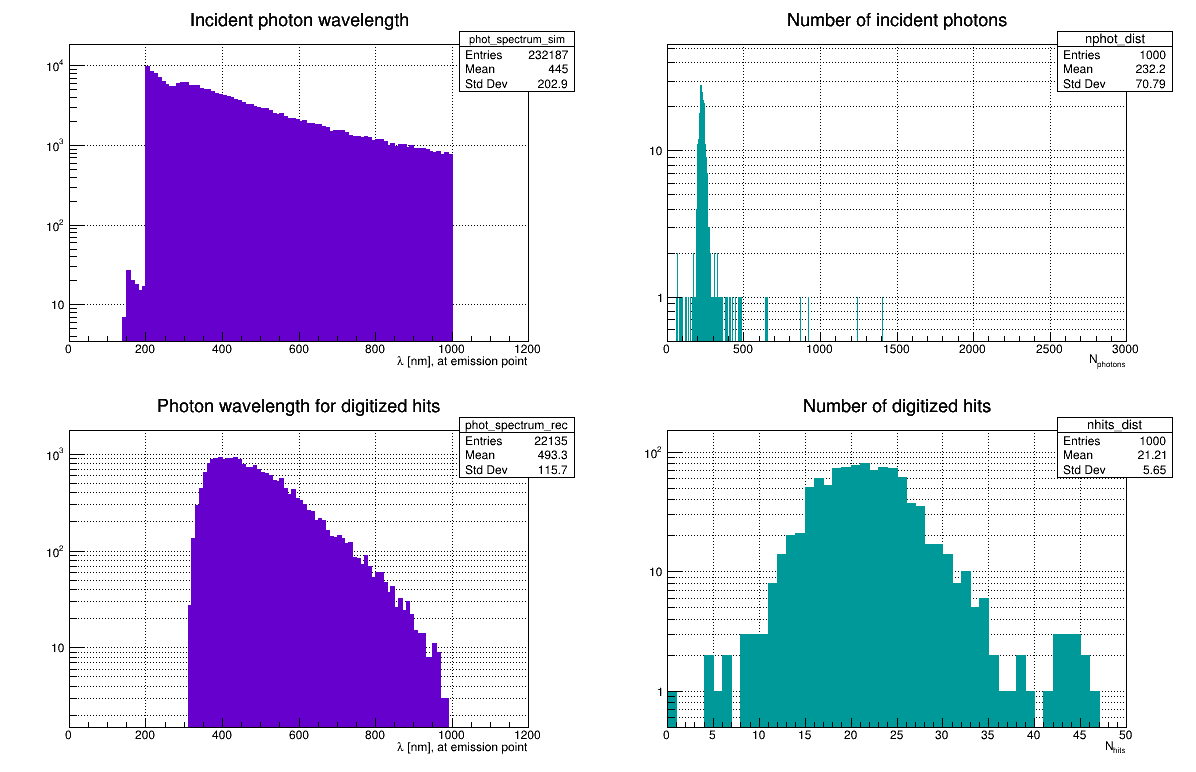 Incident photon wavelength
phot_spectrum_sim
Entries 232187
Mean 445
Std Dev 202.9
10^4
10^3
10^2
10
0 200 400 600 800 1000 1200
λ [nm], at emission point
Number of incident photons
nphot_dist
Entries 1000
Mean 232.2
Std Dev 70.79
10
1
0 500 1000 1500 2000 2500 3000
N_photons
Photon wavelength for digitized hits
phot_spectrum_rec
Entries 22135
Mean 493.3
Std Dev 115.7
10^3
10^2
10
0 200 400 600 800 1000 1200
λ [nm], at emission point
Number of digitized hits
nhits_dist
Entries 1000
Mean 21.21
Std Dev 5.65
10^2
10
1
0 5 10 15 20 25 30 35 40 45 50
N_hits